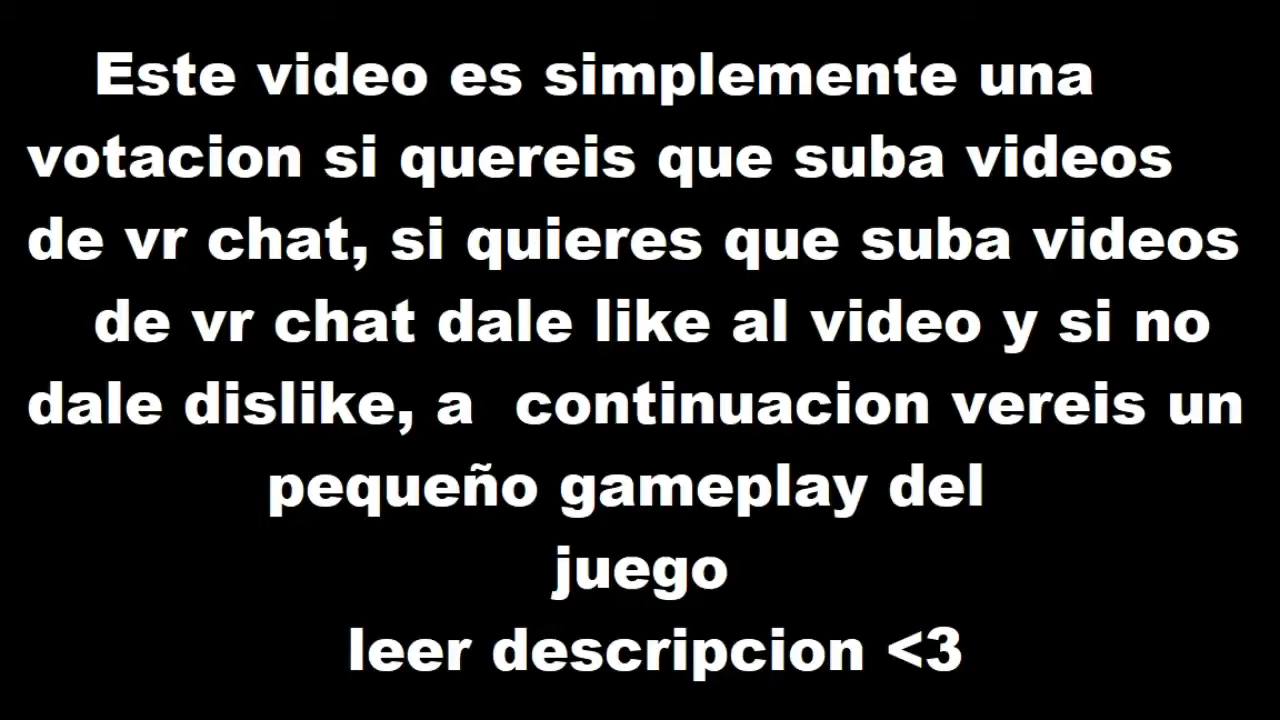 Este video es simplemente una
votacion si quereis que suba videos
de vr chat, si quieres que suba videos
de vr chat dale like al video y si no
dale dislike, a continuacion vereis un
pequeño gameplay del
juego
leer descripcion <3